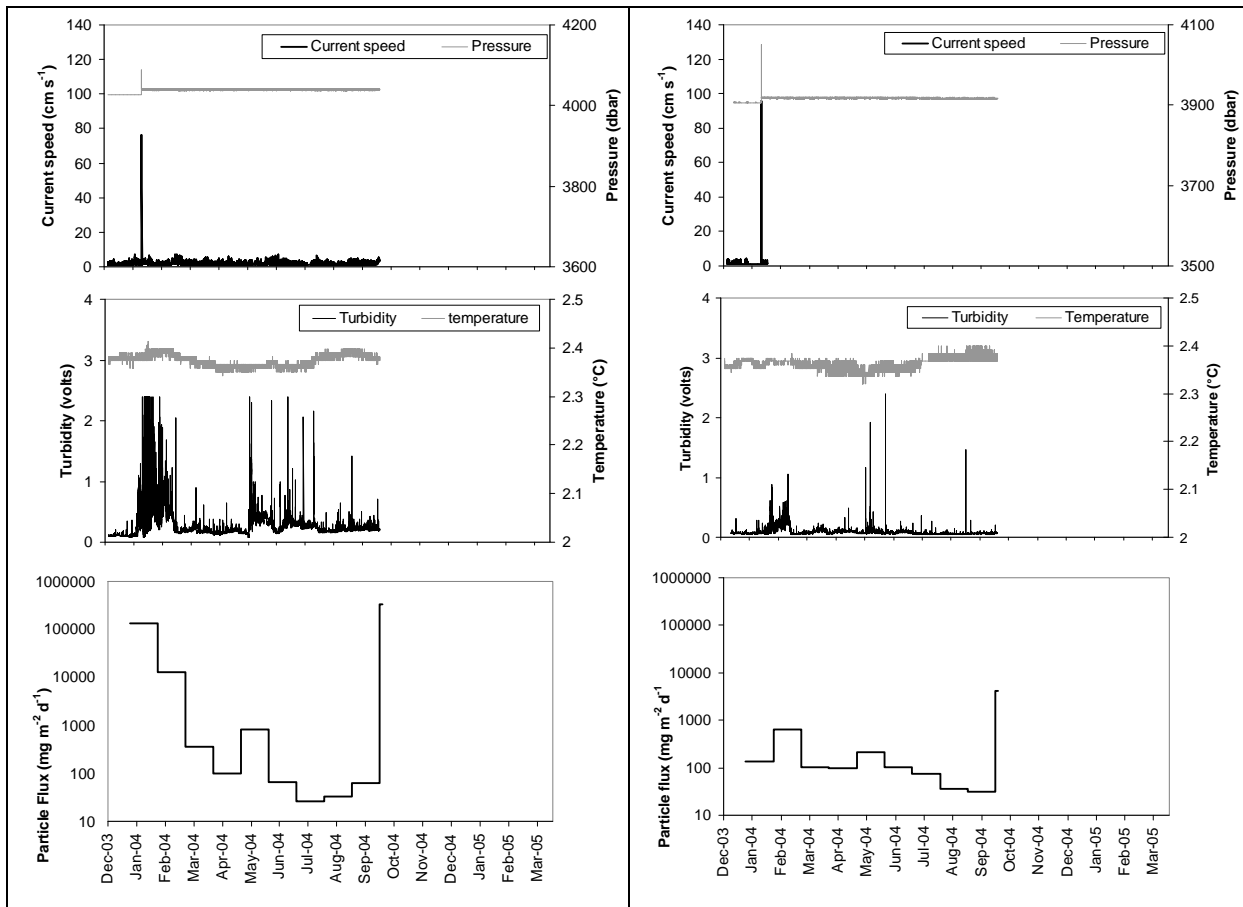 Current speed Pressure
Current speed (cm s-1)
140
120
100
80
60
40
20
0
4200
4000
3800
3600
Pressure (dbar)
Turbidity temperature
Turbidity (volts)
4
3
2
1
0
2.5
2.4
2.3
2.2
2.1
2
Temperature (°C)
Particle Flux (mg m-2 d-1)
1000000
100000
10000
1000
100
10
Dec-03
Jan-04
Feb-04
Mar-04
Apr-04
May-04
Jun-04
Jul-04
Aug-04
Sep-04
Oct-04
Nov-04
Dec-04
Jan-05
Feb-05
Mar-05
Current speed Pressure
Current speed (cm s-1)
140
120
100
80
60
40
20
0
4100
3900
3700
3500
Pressure (dbar)
Turbidity Temperature
Turbidity (volts)
4
3
2
1
0
2.5
2.4
2.3
2.2
2.1
2
Temperature (°C)
Particle flux (mg m-2 d-1)
1000000
100000
10000
1000
100
10
Dec-03
Jan-04
Feb-04
Mar-04
Apr-04
May-04
Jun-04
Jul-04
Aug-04
Sep-04
Oct-04
Nov-04
Dec-04
Jan-05
Feb-05
Mar-05